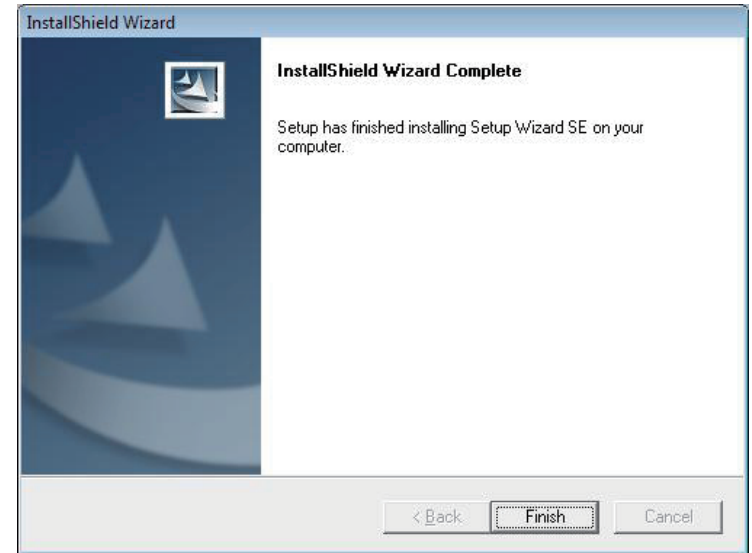 InstallShield Wizard
InstallShield Wizard Complete
Setup has finished installing Setup Wizard SE on your
computer.
< Back
Finish
Cancel